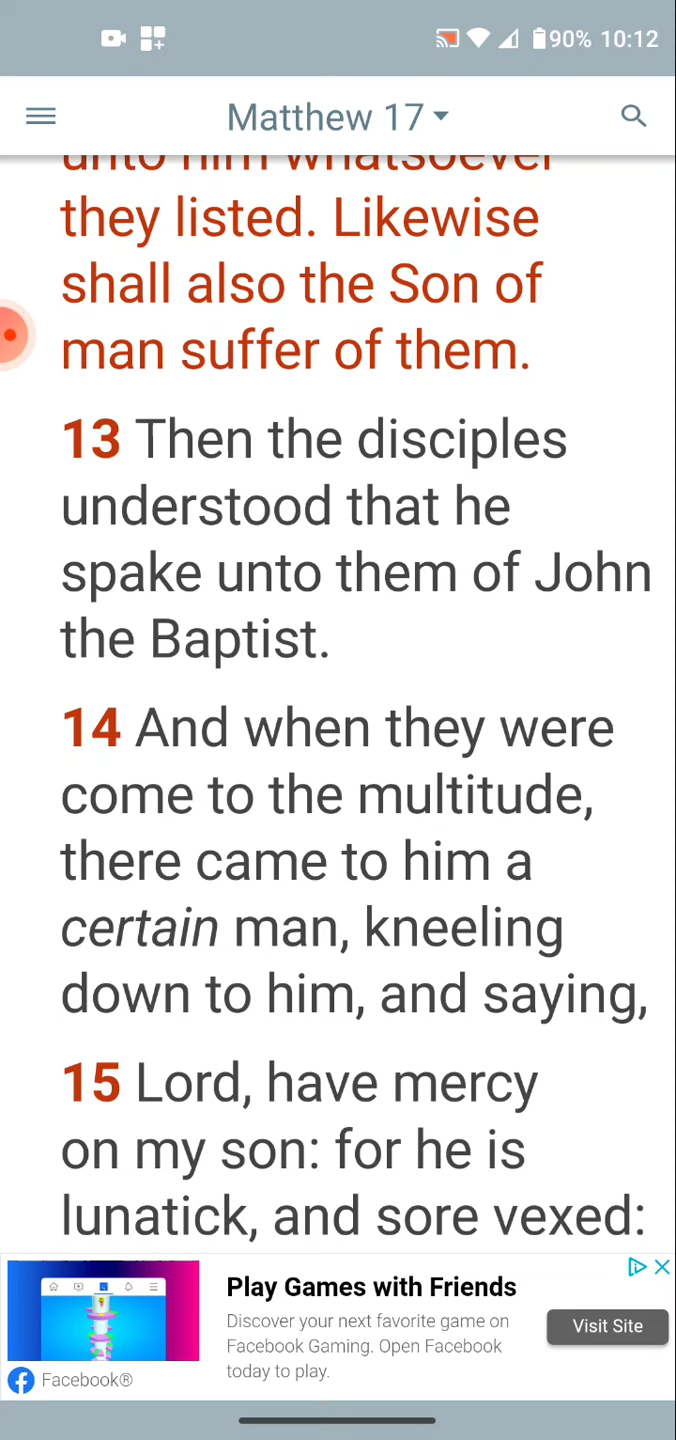 90% 10:12
Matthew 17
unto him whatsoever
they listed. Likewise
shall also the Son of
man suffer of them.
13 Then the disciples
understood that he
spake unto them of John
the Baptist.
14 And when they were
come to the multitude,
there came to him a
certain man, kneeling
down to him, and saying,
15 Lord, have mercy
on my son: for he is
lunatick, and sore vexed:
Play Games with Friends
Discover your next favorite game on
Facebook Gaming. Open Facebook
today to play.
Visit Site
Facebook®